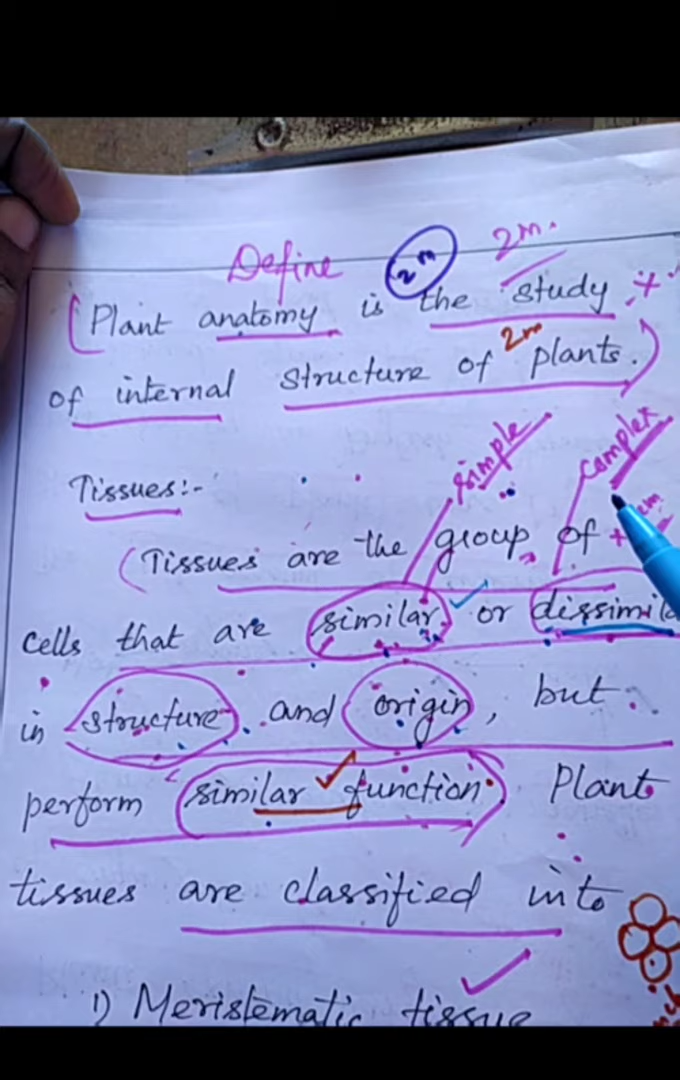 Define 2m 2m.
(Plant anatomy is the study
2m
of internal structure of plants.)
simple complex
Tissues:-
(Tissues are the group of
cells that are similar or dissimila
in structure and origin, but
perform similar function. Plant
tissues are classified into
1) Meristematic tissue